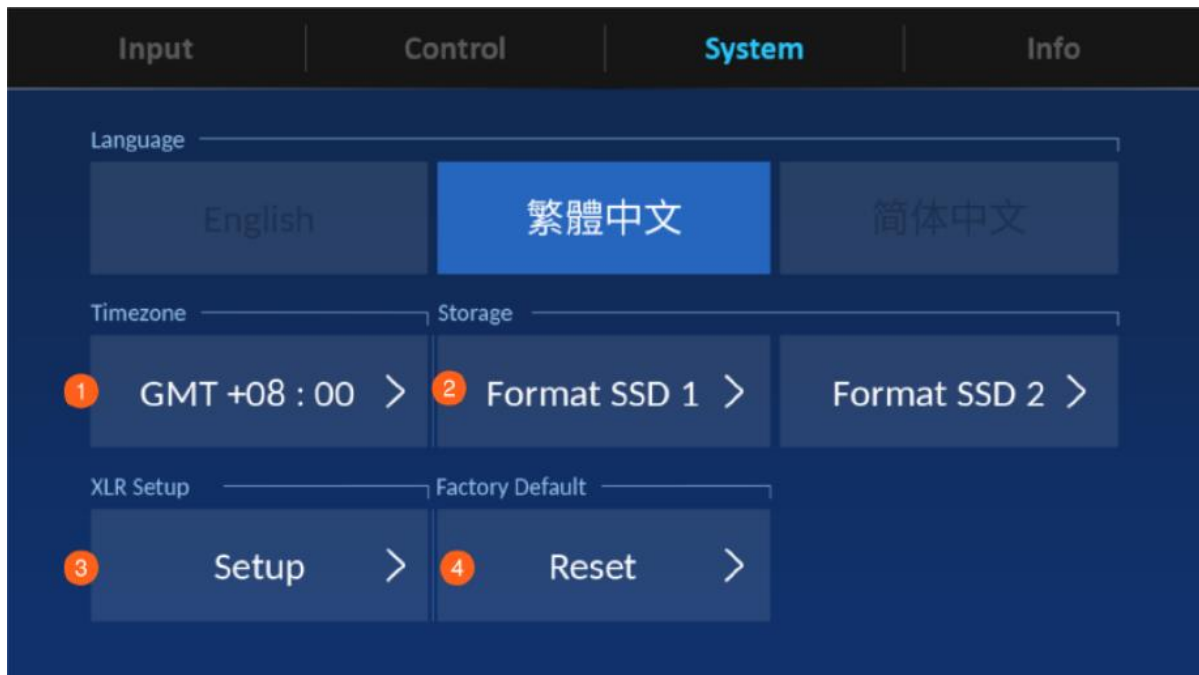 Input Control System Info
Language
English 繁體中文 简体中文
Timezone Storage
1 GMT +08 : 00 > 2 Format SSD 1 > Format SSD 2 >
XLR Setup Factory Default
3 Setup > 4 Reset >